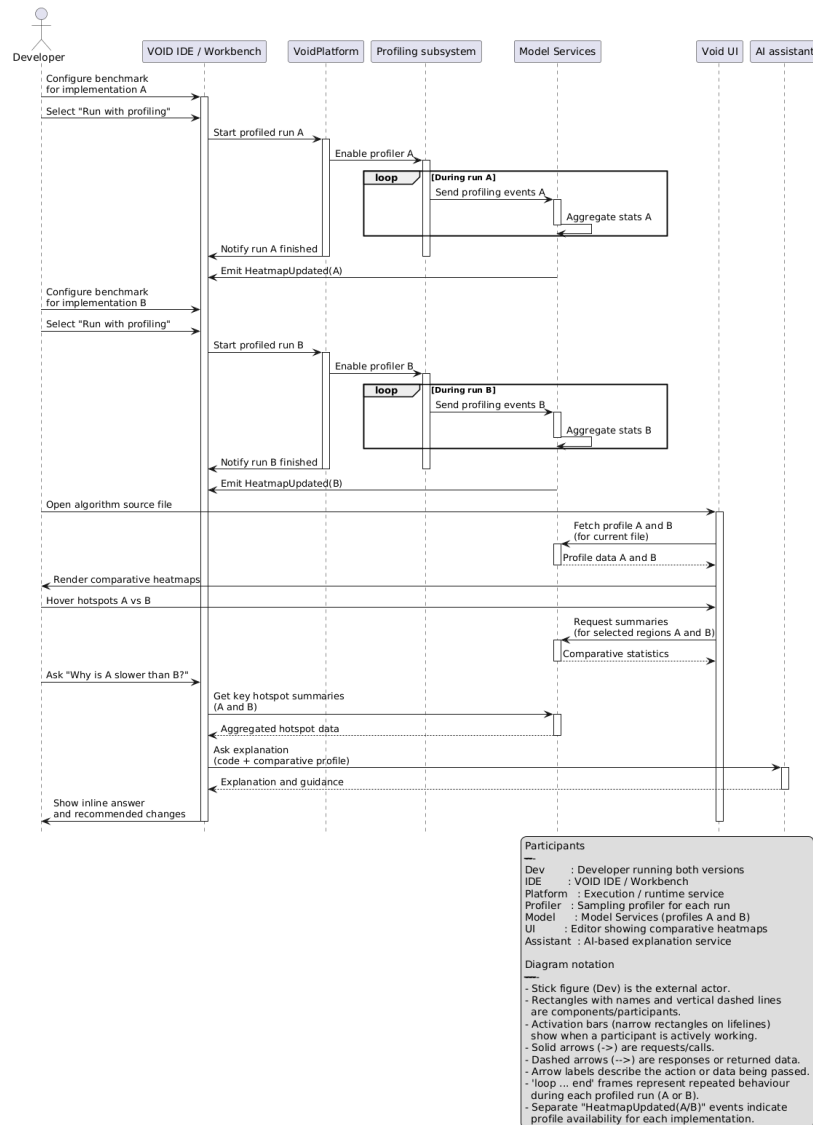 Developer
VOID IDE / Workbench
VoidPlatform
Profiling subsystem
Model Services
Void UI
AI assistant
Configure benchmark
for implementation A
Select "Run with profiling"
Start profiled run A
Enable profiler A
loop [During run A]
Send profiling events A
Aggregate stats A
Notify run A finished
Emit HeatmapUpdated(A)
Configure benchmark
for implementation B
Select "Run with profiling"
Start profiled run B
Enable profiler B
loop [During run B]
Send profiling events B
Aggregate stats B
Notify run B finished
Emit HeatmapUpdated(B)
Open algorithm source file
Fetch profile A and B
(for current file)
Profile data A and B
Render comparative heatmaps
Hover hotspots A vs B
Request summaries
(for selected regions A and B)
Comparative statistics
Ask "Why is A slower than B?"
Get key hotspot summaries
(A and B)
Aggregated hotspot data
Ask explanation
(code + comparative profile)
Explanation and guidance
Show inline answer
and recommended changes
Participants
Dev : Developer running both versions
IDE : VOID IDE / Workbench
Platform : Execution / runtime service
Profiler : Sampling profiler for each run
Model : Model Services (profiles A and B)
UI : Editor showing comparative heatmaps
Assistant : AI-based explanation service
Diagram notation
- Stick figure (Dev) is the external actor.
- Rectangles with names and vertical dashed lines
are components/participants.
- Activation bars (narrow rectangles on lifelines)
show when a participant is actively working.
- Solid arrows (->) are requests/calls.
- Dashed arrows (-->) are responses or returned data.
- Arrow labels describe the action or data being passed.
- 'loop ... end' frames represent repeated behaviour
during each profiled run (A or B).
- Separate "HeatmapUpdated(A/B)" events indicate
profile availability for each implementation.